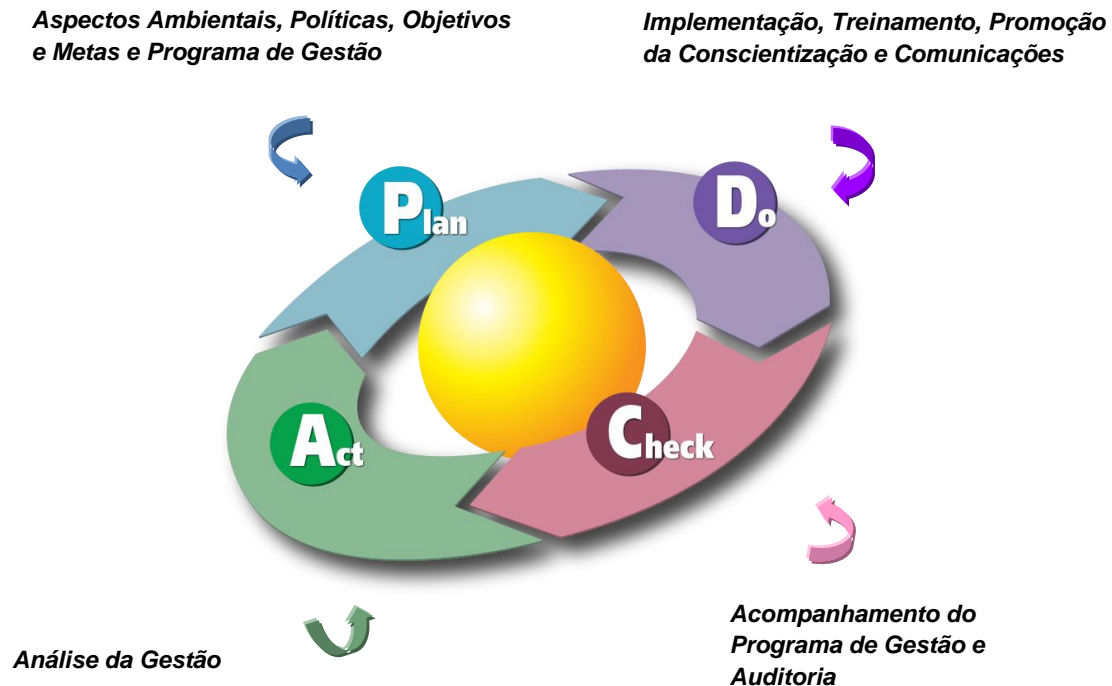 Aspectos Ambientais, Políticas, Objetivos
e Metas e Programa de Gestão
Implementação, Treinamento, Promoção
da Conscientização e Comunicações
Plan
Do
Act
Check
Análise da Gestão
Acompanhamento do
Programa de Gestão e
Auditoria